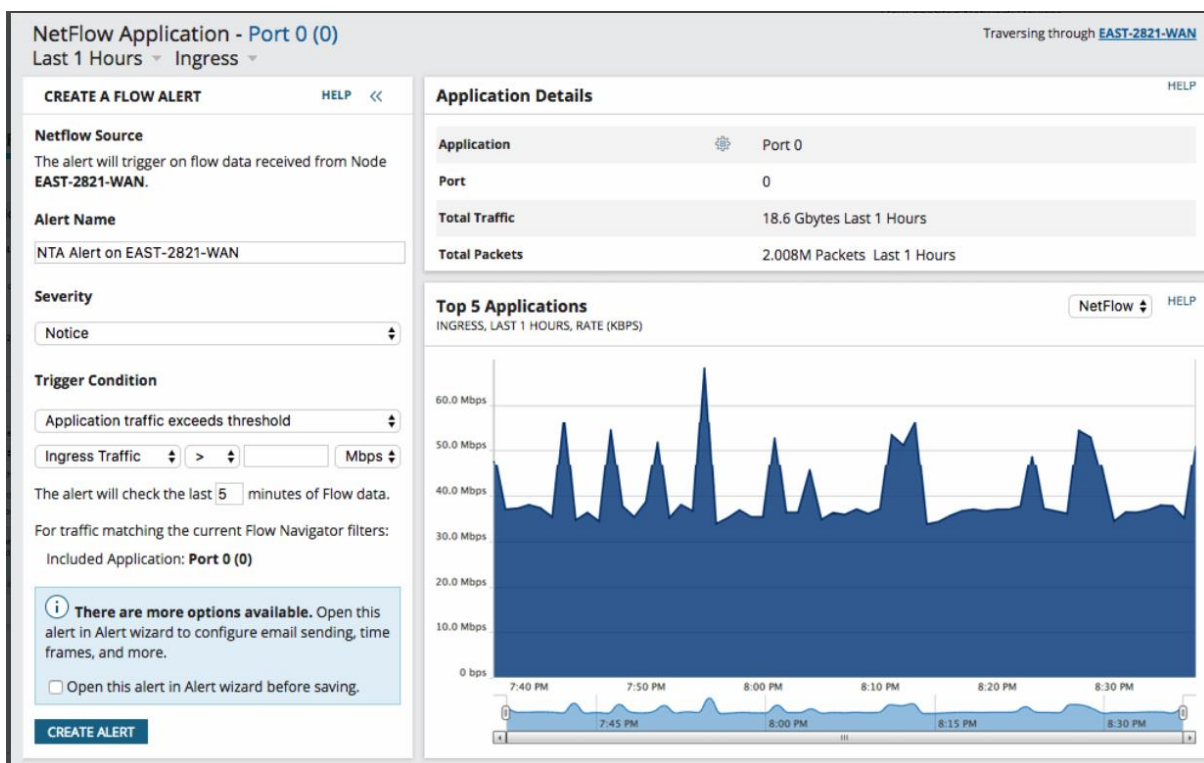 NetFlow Application - Port 0 (0)
Last 1 Hours Ingress
Traversing through EAST-2821-WAN
CREATE A FLOW ALERT HELP <<
Netflow Source
The alert will trigger on flow data received from Node
EAST-2821-WAN.
Alert Name
NTA Alert on EAST-2821-WAN
Severity
Notice
Trigger Condition
Application traffic exceeds threshold
Ingress Traffic > Mbps
The alert will check the last 5 minutes of Flow data.
For traffic matching the current Flow Navigator filters:
Included Application: Port 0 (0)
There are more options available. Open this
alert in Alert wizard to configure email sending, time
frames, and more.
Open this alert in Alert wizard before saving.
CREATE ALERT
Application Details HELP
Application Port 0
Port 0
Total Traffic 18.6 Gbytes Last 1 Hours
Total Packets 2.008M Packets Last 1 Hours
Top 5 Applications NetFlow HELP
INGRESS, LAST 1 HOURS, RATE (KBPS)
60.0 Mbps
50.0 Mbps
40.0 Mbps
30.0 Mbps
20.0 Mbps
10.0 Mbps
0 bps
7:40 PM 7:50 PM 8:00 PM 8:10 PM 8:20 PM 8:30 PM
7:45 PM 8:00 PM 8:15 PM 8:30 PM